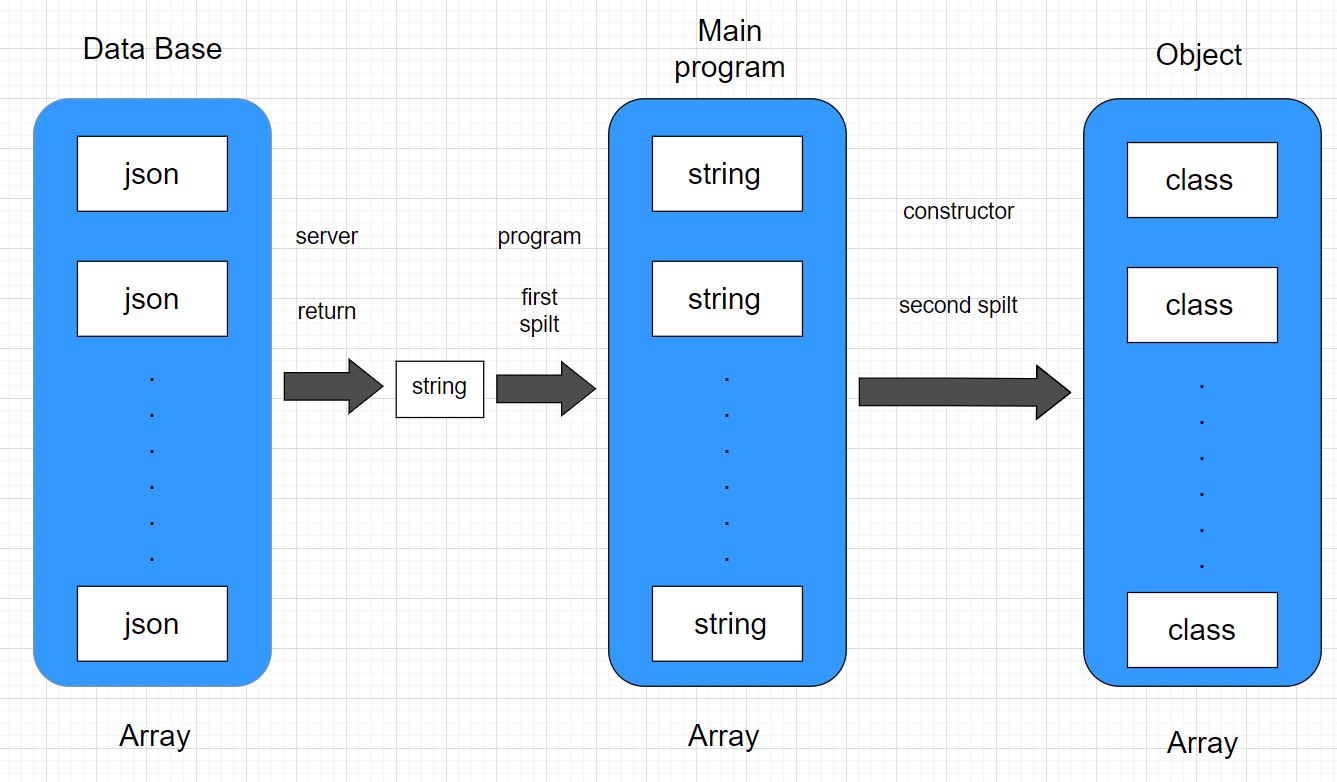 Data Base
Main
program
Object
json
string
class
server
program
constructor
json
string
class
return
first
spilt
second spilt
string
json
string
class
Array
Array
Array